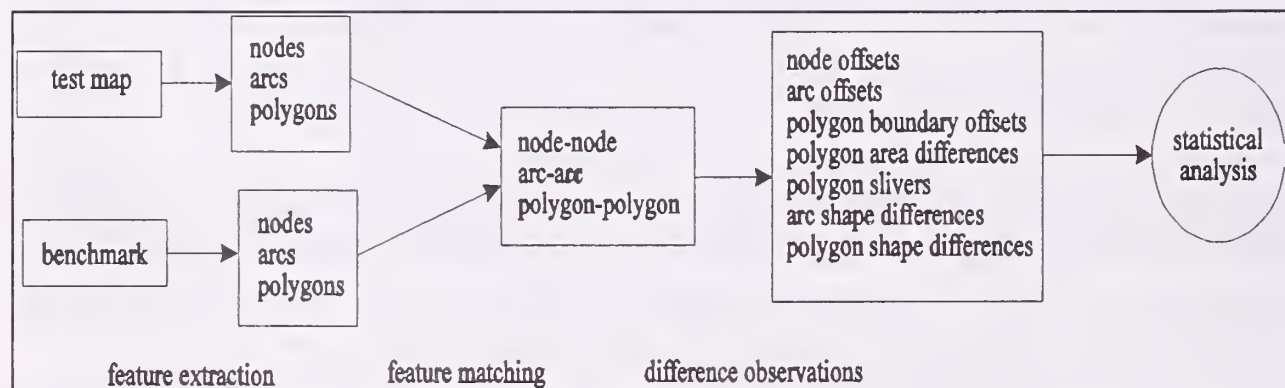 test map
nodes
arcs
polygons
benchmark
nodes
arcs
polygons
node-node
arc-arc
polygon-polygon
node offsets
arc offsets
polygon boundary offsets
polygon area differences
polygon slivers
arc shape differences
polygon shape differences
statistical
analysis
feature extraction
feature matching
difference observations